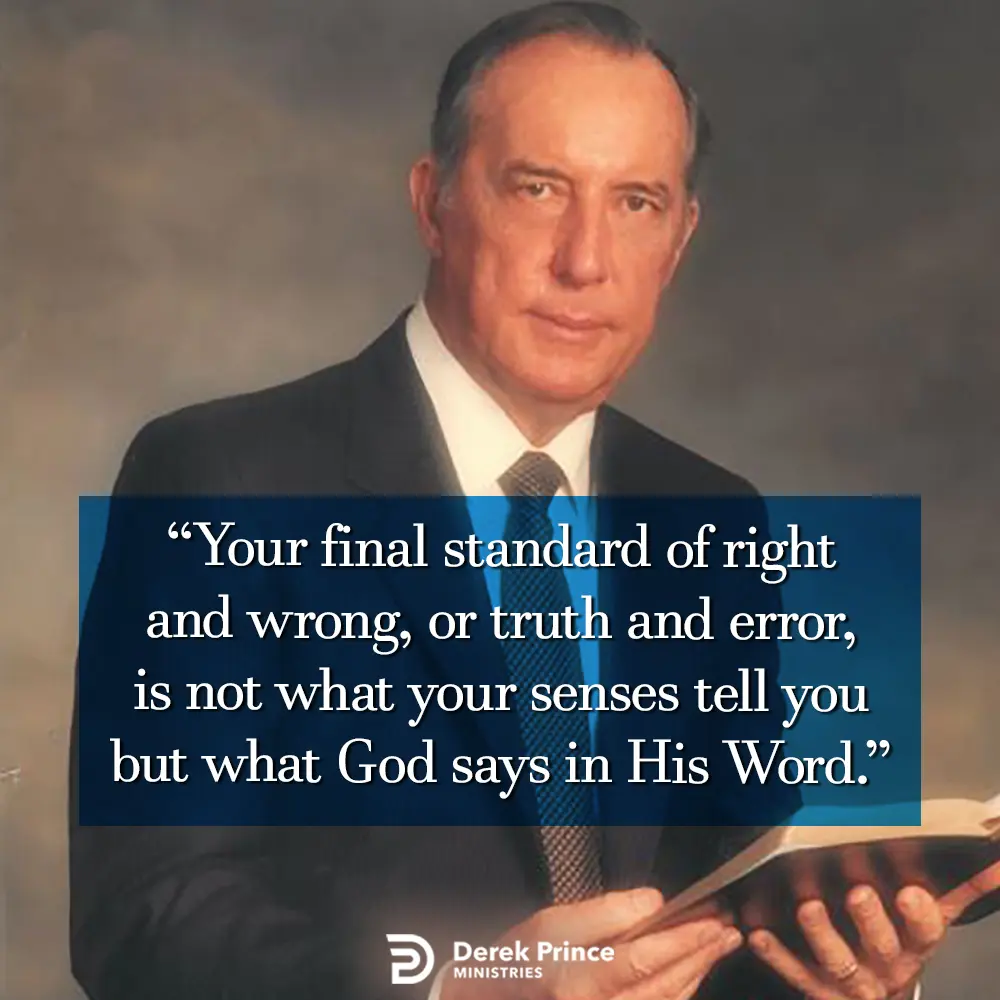 “Your final standard of right
and wrong, or truth and error,
is not what your senses tell you
but what God says in His Word.”
Derek Prince
MINISTRIES